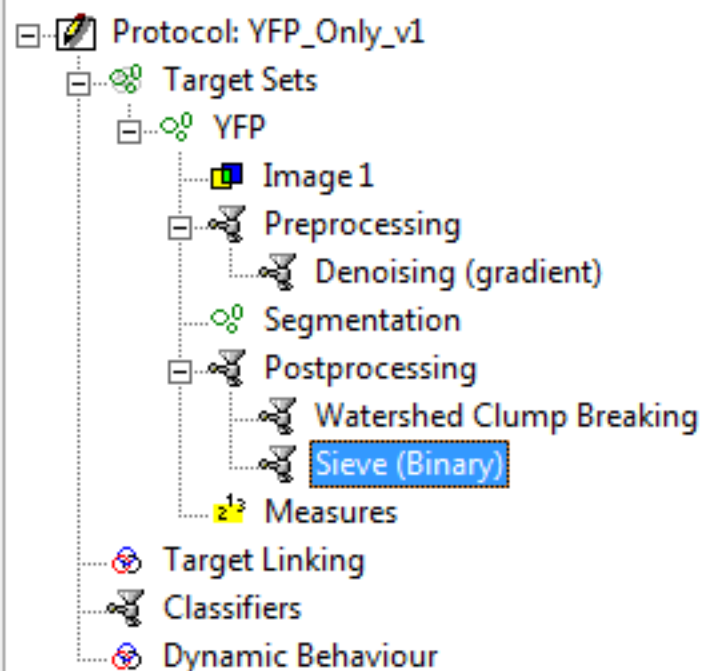 Protocol: YFP_Only_v1
Target Sets
YFP
Image 1
Preprocessing
Denoising (gradient)
Segmentation
Postprocessing
Watershed Clump Breaking
Sieve (Binary)
Measures
Target Linking
Classifiers
Dynamic Behaviour